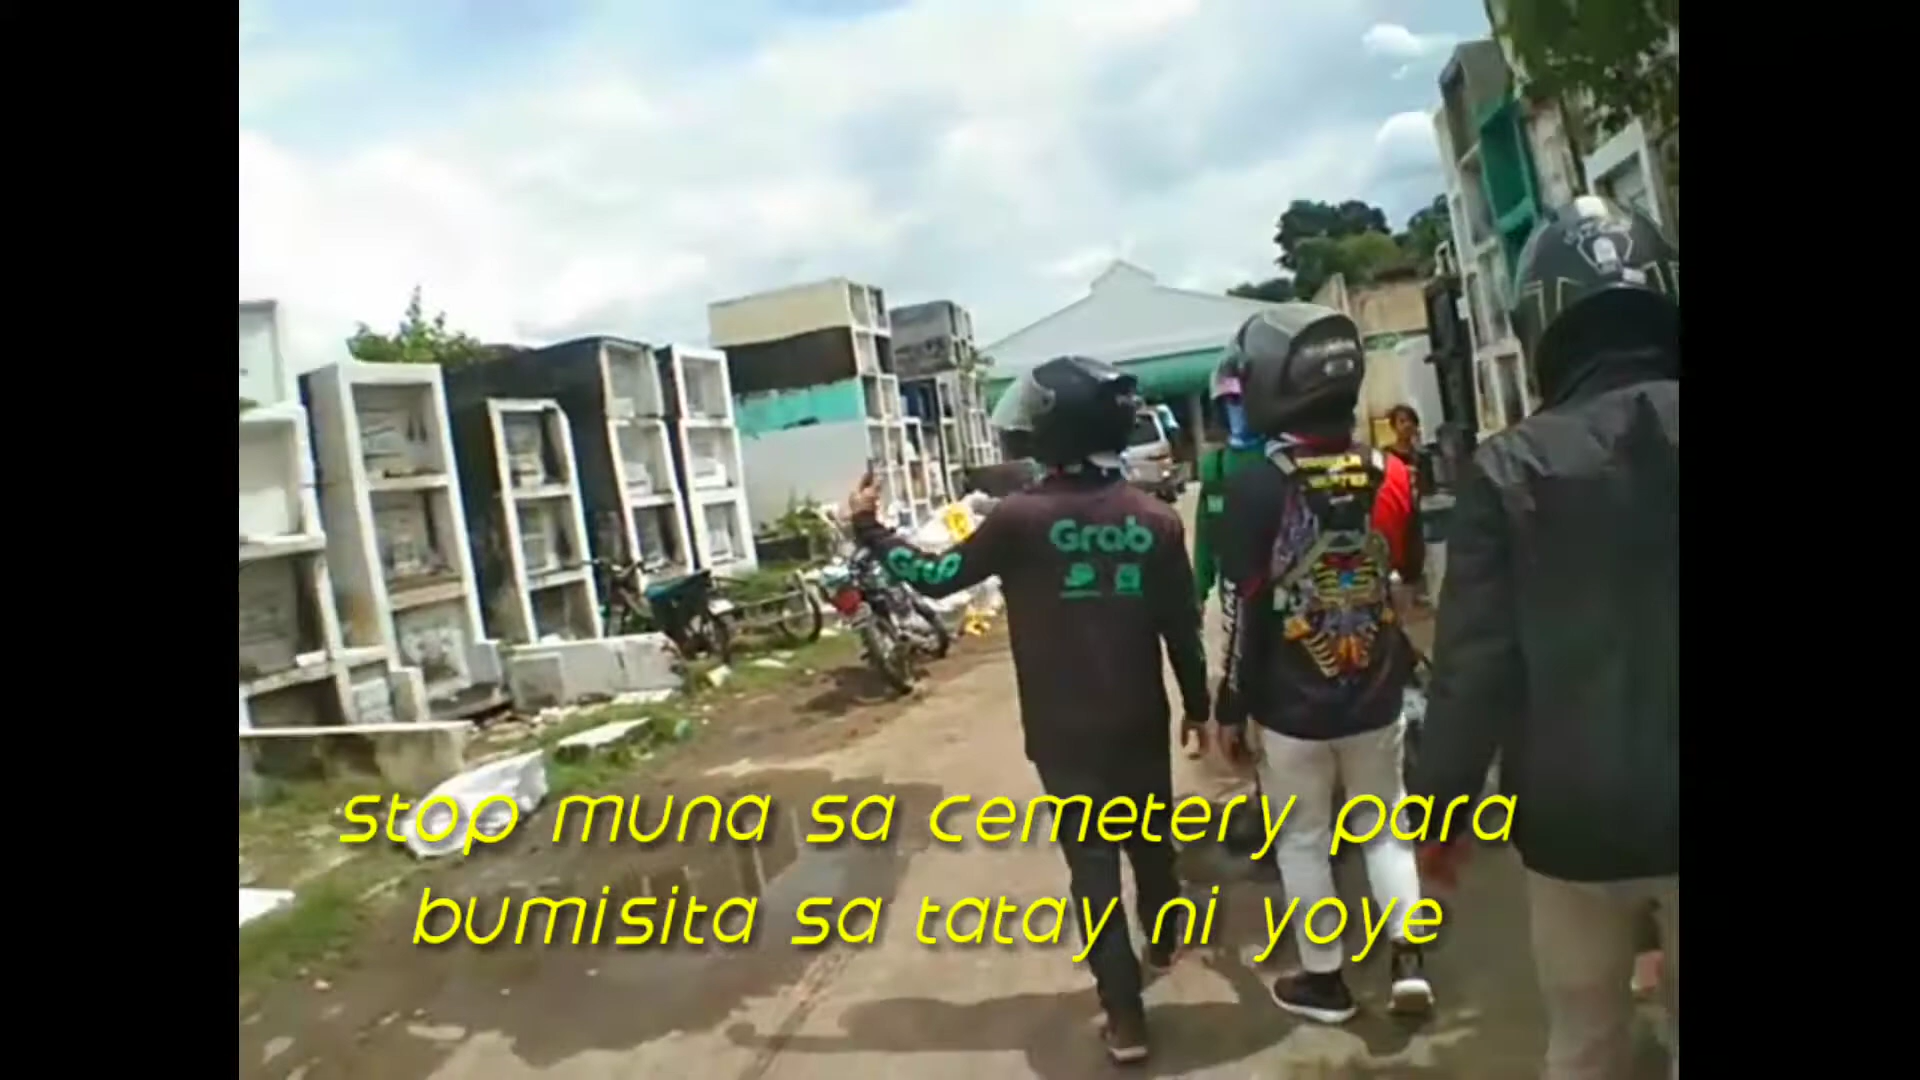 Grab
Grab
stop muna sa cemetery para
bumisita sa tatay ni yoye